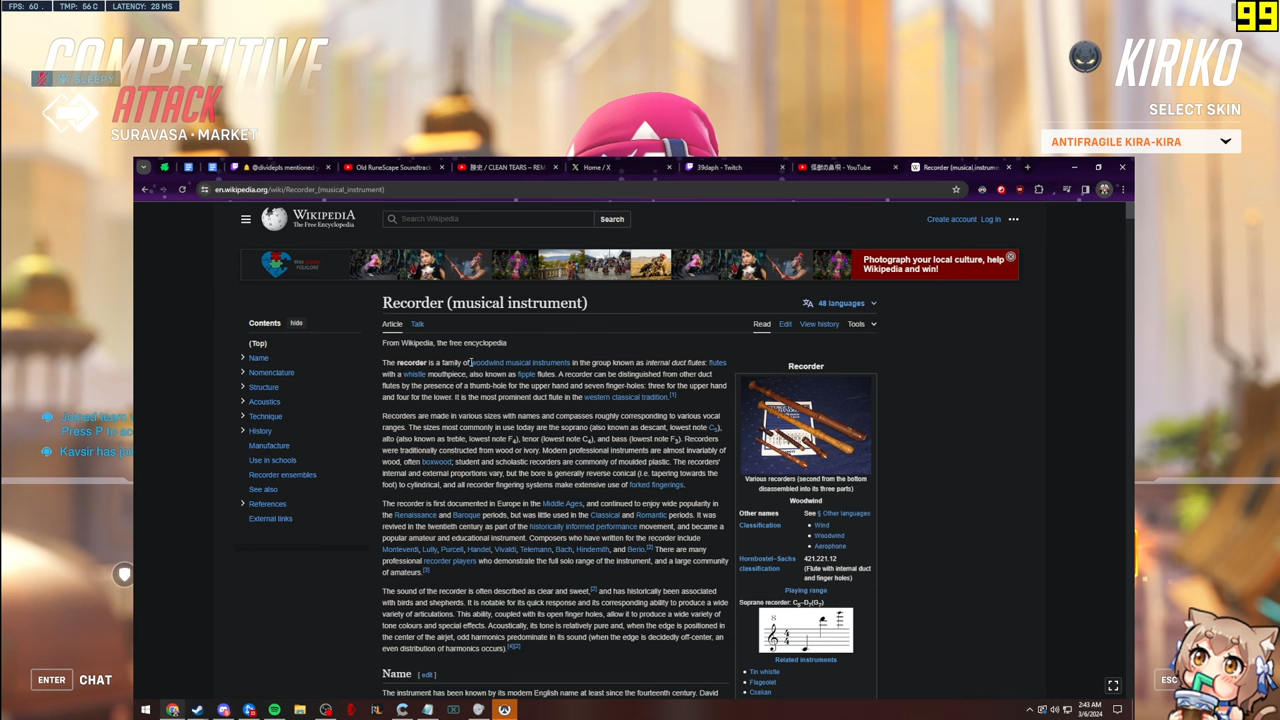 FPS: 60 .
TMP: 56 C
LATENCY: 28 MS
99
COMPETITIVE
SLEEPY
ATTACK
SURAVASA · MARKET
KIRIKO
SELECT SKIN
ANTIFRAGILE KIRA-KIRA
@dividepls mentioned
Old RuneScape Soundtrack
勝史 / CLEAN TEARS – REM
Home / X
39daph - Twitch
怪獣の鼻唄 - YouTube
Recorder (musical instrum
en.wikipedia.org/wiki/Recorder_(musical_instrument)
WIKIPEDIA
The Free Encyclopedia
Search Wikipedia
Search
Create account
Log in
Photograph your local culture, help
Wikipedia and win!
Recorder (musical instrument)
48 languages
Article
Talk
Read
Edit
View history
Tools
Contents
hide
(Top)
Name
Nomenclature
Structure
Acoustics
Technique
History
Manufacture
Use in schools
Recorder ensembles
See also
References
External links
From Wikipedia, the free encyclopedia
The recorder is a family of woodwind musical instruments in the group known as internal duct flutes: flutes
with a whistle mouthpiece, also known as fipple flutes. A recorder can be distinguished from other duct
flutes by the presence of a thumb-hole for the upper hand and seven finger-holes: three for the upper hand
and four for the lower. It is the most prominent duct flute in the western classical tradition.[1]
Recorders are made in various sizes with names and compasses roughly corresponding to various vocal
ranges. The sizes most commonly in use today are the soprano (also known as descant, lowest note C5),
alto (also known as treble, lowest note F4), tenor (lowest note C4), and bass (lowest note F3). Recorders
were traditionally constructed from wood or ivory. Modern professional instruments are almost invariably of
wood, often boxwood; student and scholastic recorders are commonly of moulded plastic. The recorders'
internal and external proportions vary, but the bore is generally reverse conical (i.e. tapering towards the
foot) to cylindrical, and all recorder fingering systems make extensive use of forked fingerings.
The recorder is first documented in Europe in the Middle Ages, and continued to enjoy wide popularity in
the Renaissance and Baroque periods, but was little used in the Classical and Romantic periods. It was
revived in the twentieth century as part of the historically informed performance movement, and became a
popular amateur and educational instrument. Composers who have written for the recorder include
Monteverdi, Lully, Purcell, Handel, Vivaldi, Telemann, Bach, Hindemith, and Berio.[2] There are many
professional recorder players who demonstrate the full solo range of the instrument, and a large community
of amateurs.[3]
The sound of the recorder is often described as clear and sweet,[2] and has historically been associated
with birds and shepherds. It is notable for its quick response and its corresponding ability to produce a wide
variety of articulations. This ability, coupled with its open finger holes, allow it to produce a wide variety of
tone colours and special effects. Acoustically, its tone is relatively pure and, when the edge is positioned in
the center of the airjet, odd harmonics predominate in its sound (when the edge is decidedly off-center, an
even distribution of harmonics occurs).[4][2]
Name [ edit ]
The instrument has been known by its modern English name at least since the fourteenth century. David
Recorder
Various recorders (second from the bottom
disassembled into its three parts)
Woodwind
Other names
See § Other languages
Classification
• Wind
• Woodwind
• Aerophone
Hornbostel–Sachs
classification
421.221.12
(Flute with internal duct
and finger holes)
Playing range
Soprano recorder: C5–D7(G7)
Related instruments
• Tin whistle
• Flageolet
• Csakan
Joined team
Press P to ac
Kavsir has joi
ENTER
CHAT
ESC
2:43 AM
3/6/2024